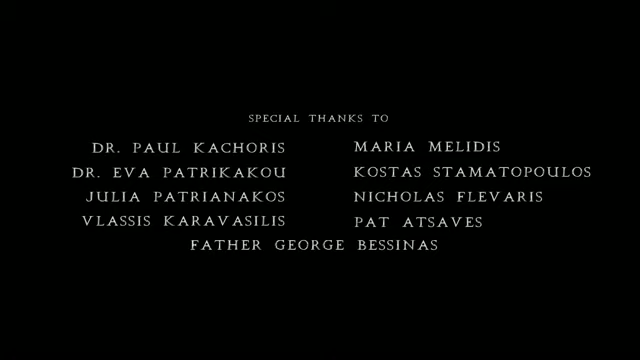 SPECIAL THANKS TO
DR. PAUL KACHORIS MARIA MELIDIS
DR. EVA PATRIKAKOU KOSTAS STAMATOPOULOS
JULIA PATRIANAKOS NICHOLAS FLEVARIS
VLASSIS KARAVASILIS PAT ATSAVES
FATHER GEORGE BESSINAS